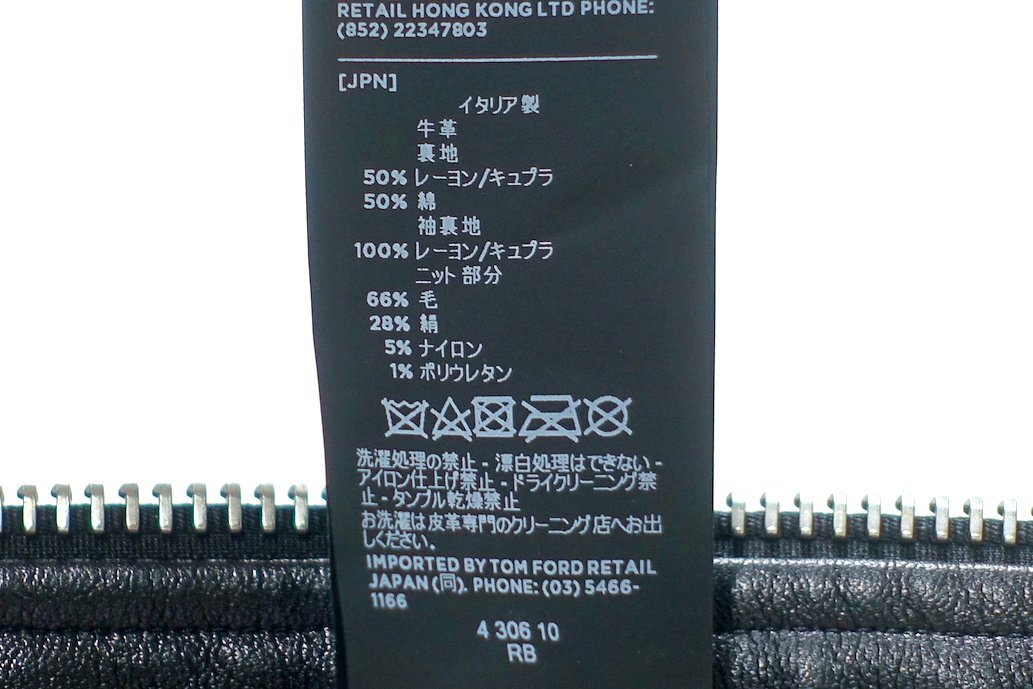 RETAIL HONG KONG LTD PHONE:
(852) 22347803
[JPN]
イタリア製
牛革
裏地
50% レーヨン/キュプラ
50% 綿
袖裏地
100% レーヨン/キュプラ
ニット部分
66% 毛
28% 絹
5% ナイロン
1% ポリウレタン
洗濯処理の禁止 - 漂白処理はできない -
アイロン仕上げ禁止 - ドライクリーニング禁
止 - タンブル乾燥禁止
お洗濯は皮革専門のクリーニング店へお出
しください。
IMPORTED BY TOM FORD RETAIL
JAPAN (同). PHONE: (03) 5466-
1166
4 306 10
RB